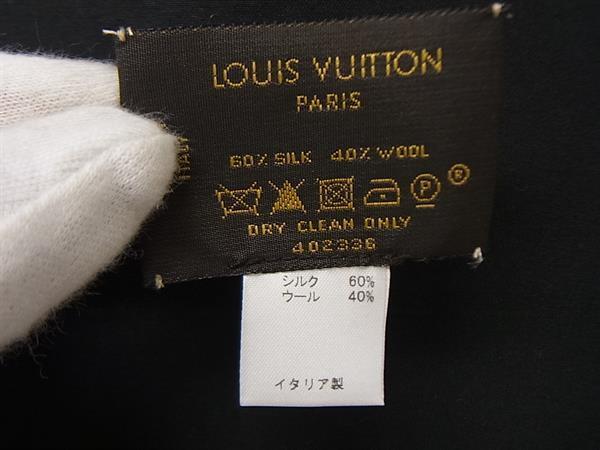 LOUIS VUITTON
PARIS
ITALY
60% SILK 40% WOOL
P ®
DRY CLEAN ONLY
402336
シルク 60%
ウール 40%
イタリア製